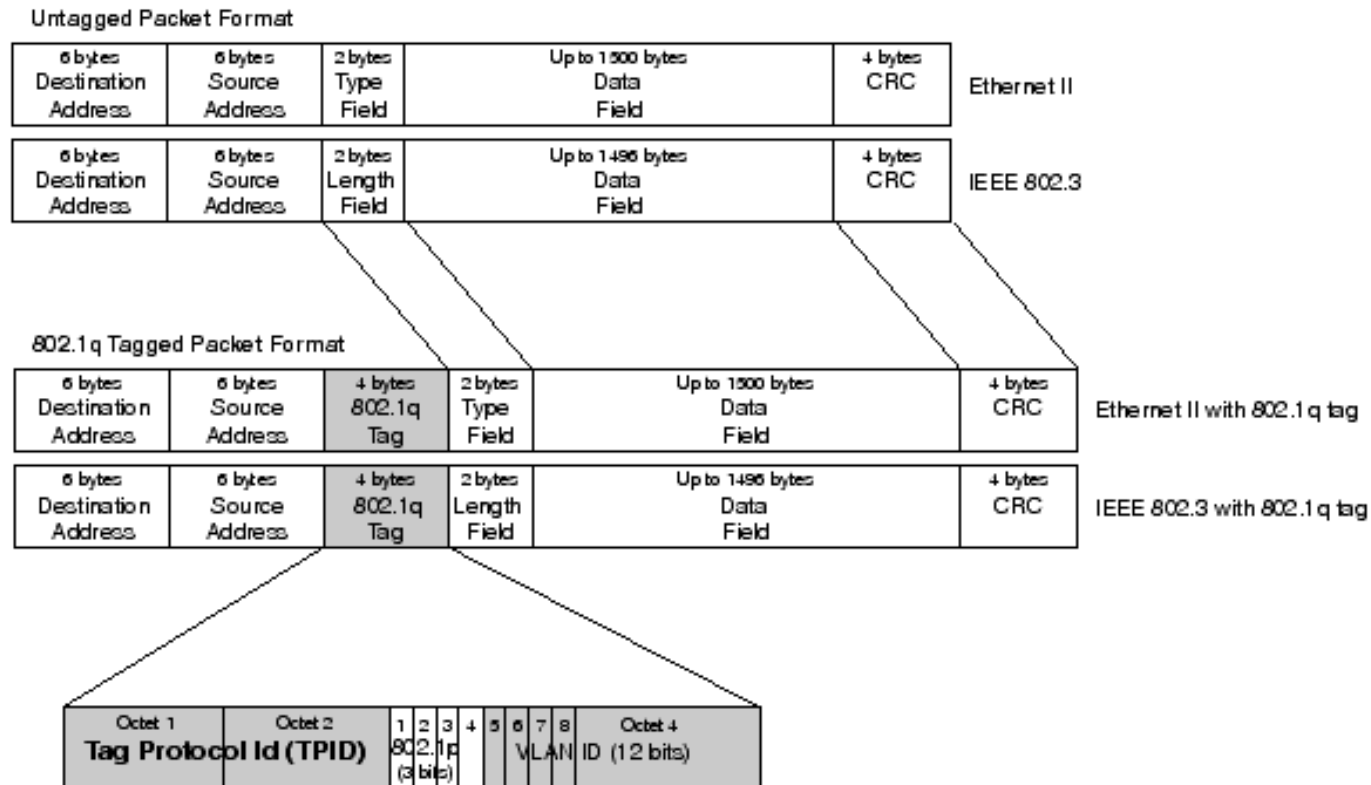 Untagged Packet Format
6 bytes 6 bytes 2 bytes Up to 1500 bytes 4 bytes
Destination Source Type Data CRC Ethernet II
Address Address Field Field
6 bytes 6 bytes 2 bytes Up to 1496 bytes 4 bytes
Destination Source Length Data CRC IEEE 802.3
Address Address Field Field
802.1q Tagged Packet Format
6 bytes 6 bytes 4 bytes 2 bytes Up to 1500 bytes 4 bytes
Destination Source 802.1q Type Data CRC Ethernet II with 802.1q tag
Address Address Tag Field Field
6 bytes 6 bytes 4 bytes 2 bytes Up to 1496 bytes 4 bytes
Destination Source 802.1q Length Data CRC IEEE 802.3 with 802.1q tag
Address Address Tag Field Field
Octet 1 Octet 2 1 2 3 4 5 6 7 8 Octet 4
Tag Protocol Id (TPID) 802.1p VLAN ID (12 bits)
(3 bits)